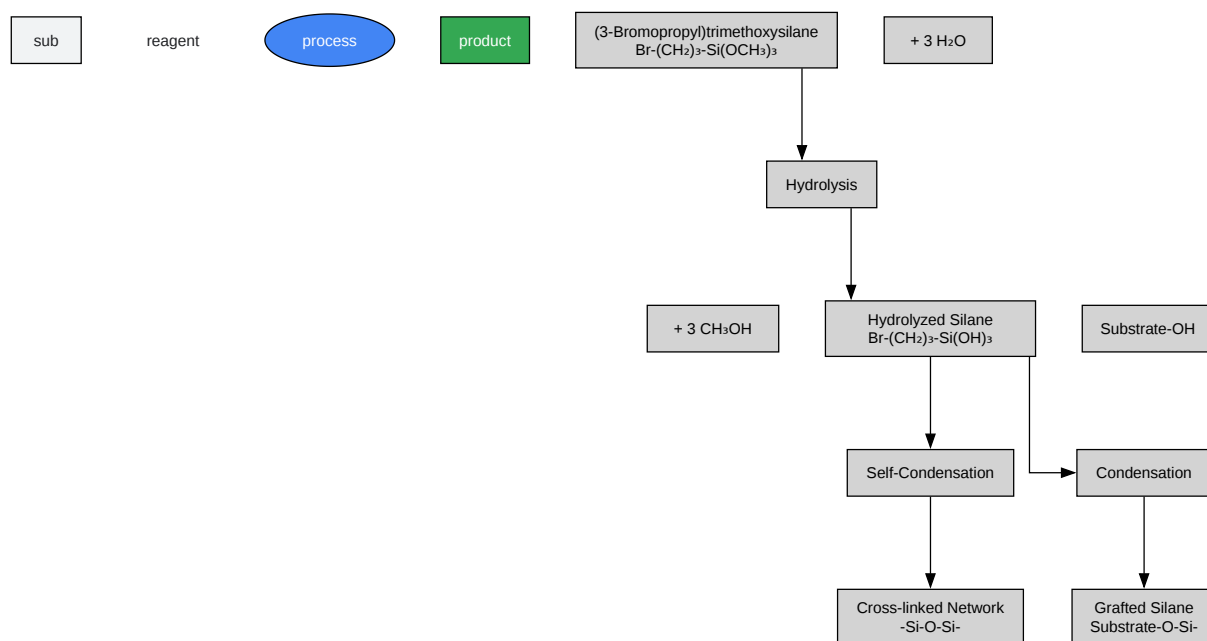 sub
reagent
process
product
(3-Bromopropyl)trimethoxysilane
Br-(CH₂)₃-Si(OCH₃)₃
+ 3 H₂O
Hydrolysis
+ 3 CH₃OH
Hydrolyzed Silane
Br-(CH₂)₃-Si(OH)₃
Substrate-OH
Self-Condensation
Condensation
Cross-linked Network
-Si-O-Si-
Grafted Silane
Substrate-O-Si-